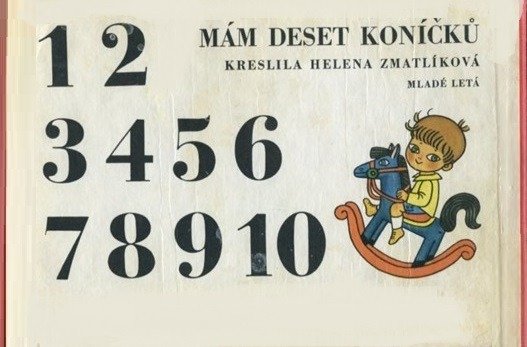 1 2
MÁM DESET KONÍČKŮ
KRESLILA HELENA ZMATLÍKOVÁ
MLADÉ LETÁ
3 4 5 6
7 8 9 10